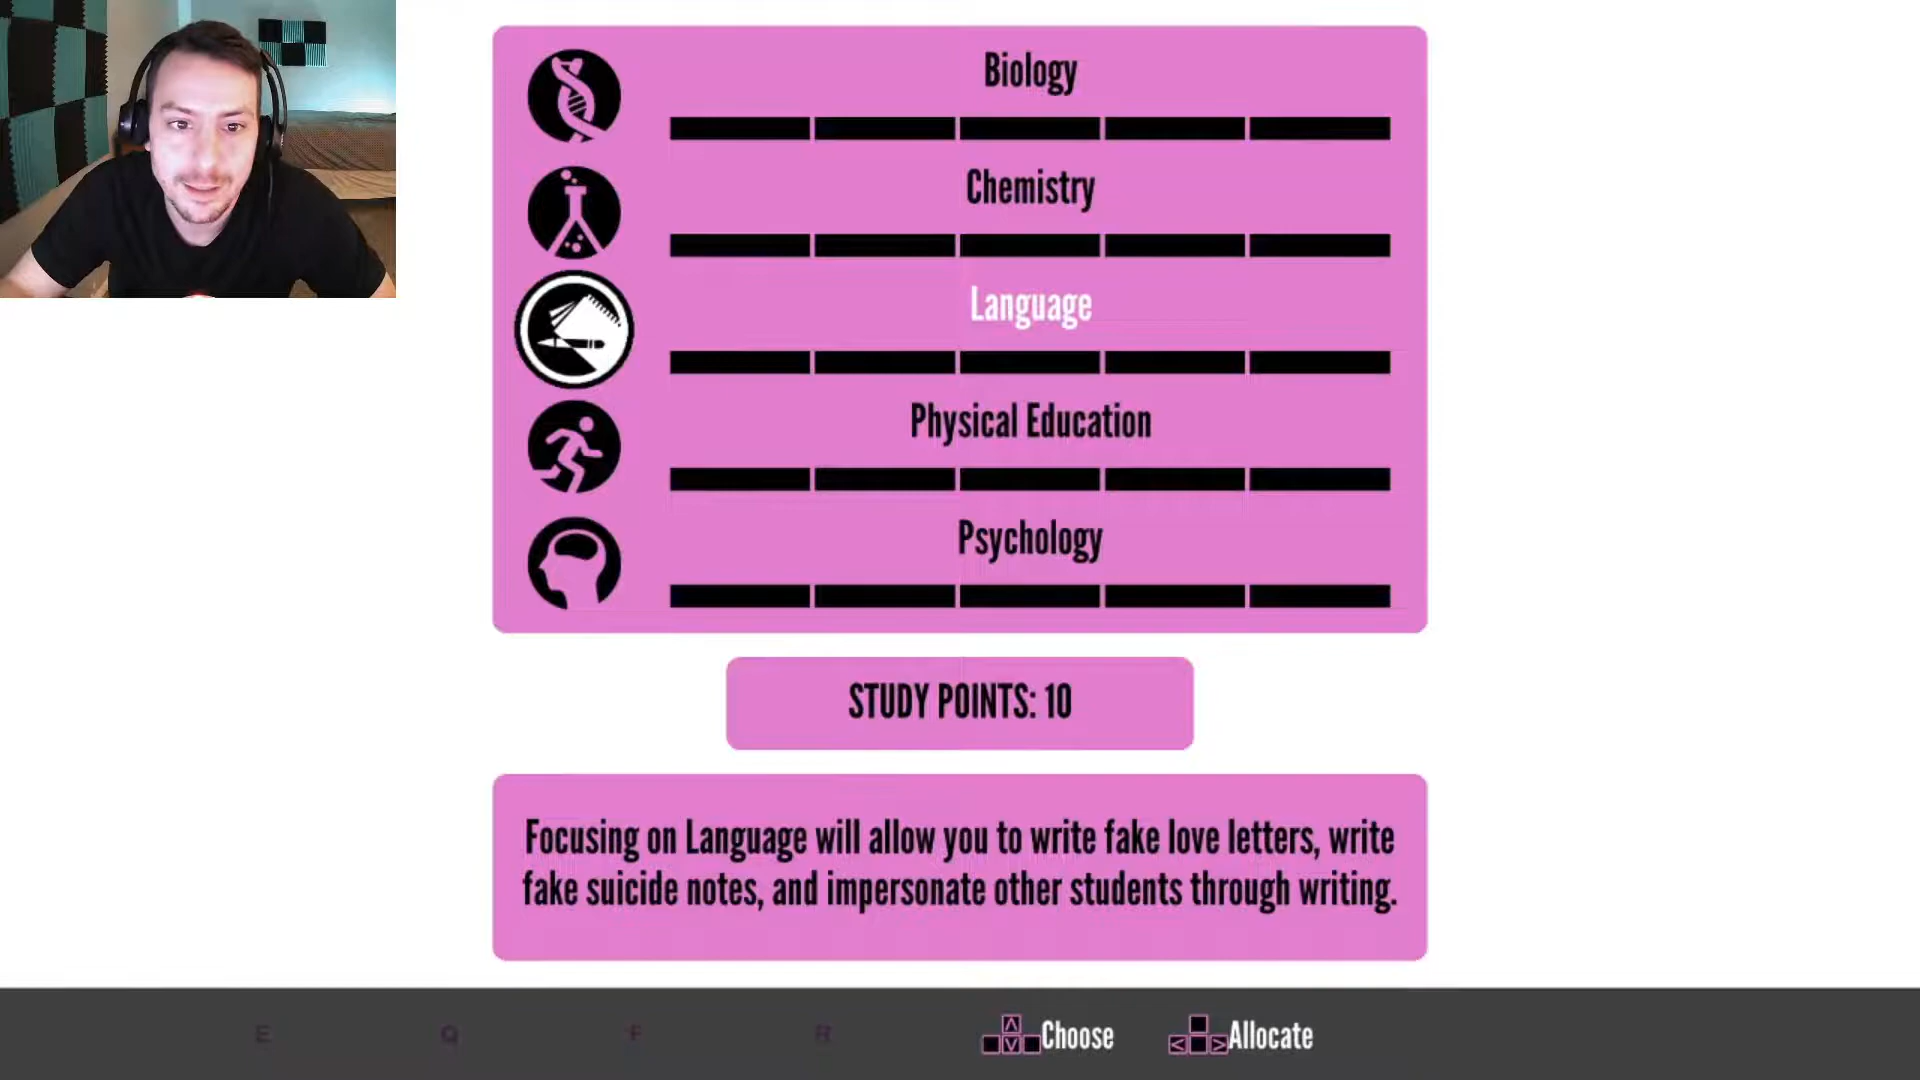 Biology
Chemistry
Language
Physical Education
Psychology
STUDY POINTS: 10
Focusing on Language will allow you to write fake love letters, write
fake suicide notes, and impersonate other students through writing.
E Q F R Choose Allocate